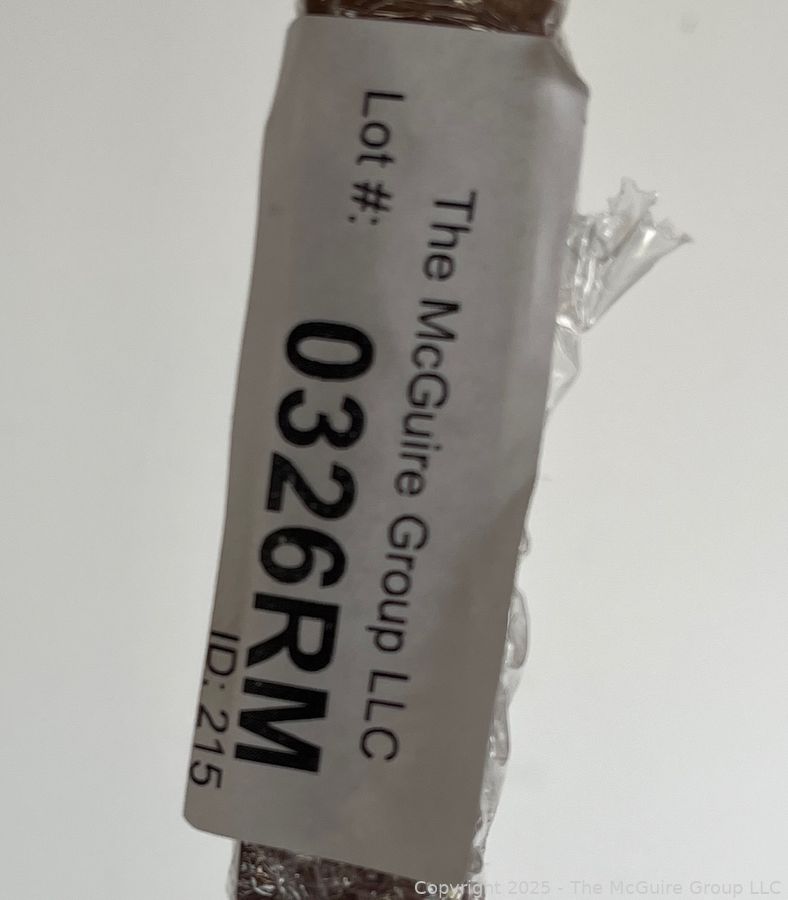 The McGuire Group LLC
Lot #:
0326RM
ID: 215
Copyright 2025 - The McGuire Group LLC